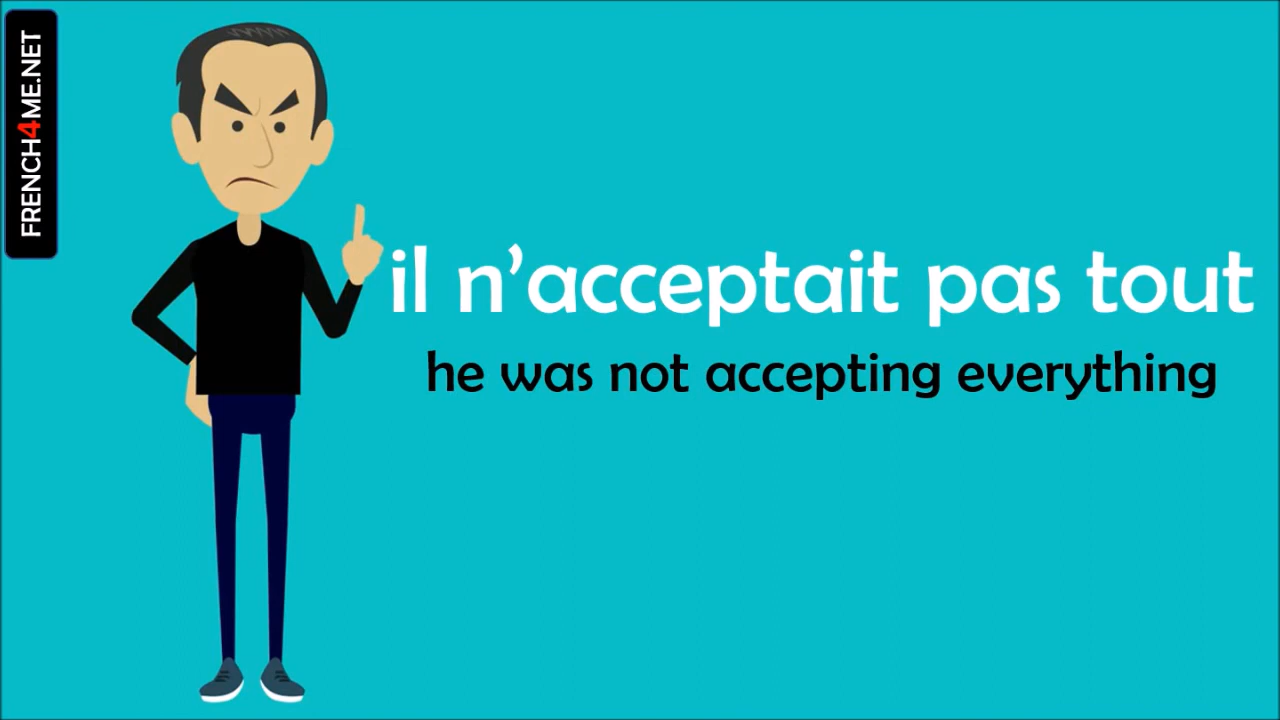 FRENCH4ME.NET
il n’acceptait pas tout
he was not accepting everything